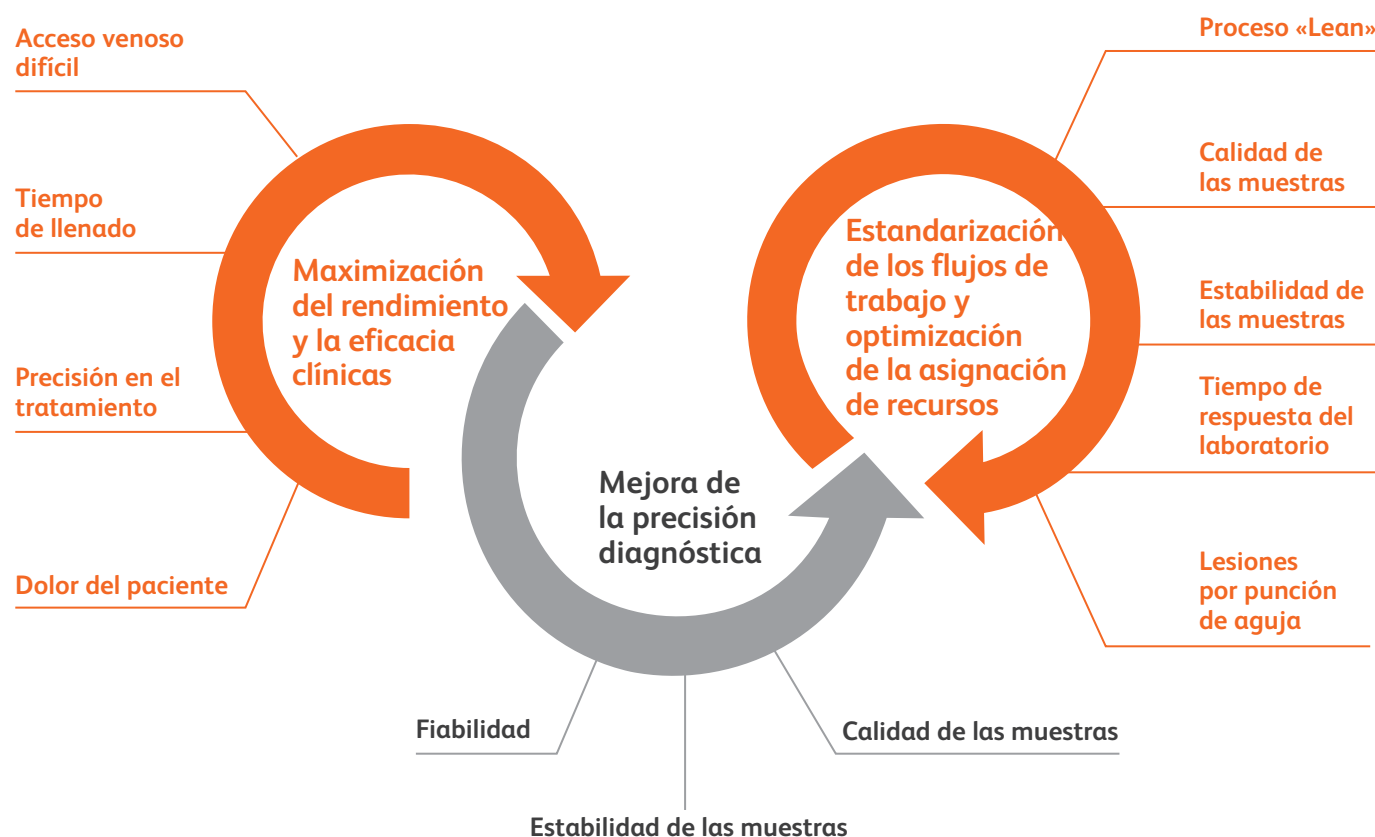 Acceso venoso
difícil
Tiempo
de llenado
Precisión en el
tratamiento
Dolor del paciente
Maximización
del rendimiento
y la eficacia
clínicas
Mejora de
la precisión
diagnóstica
Fiabilidad
Estabilidad de las muestras
Calidad de las muestras
Estandarización
de los flujos de
trabajo y
optimización
de la asignación
de recursos
Proceso «Lean»
Calidad de
las muestras
Estabilidad de
las muestras
Tiempo de
respuesta del
laboratorio
Lesiones
por punción
de aguja